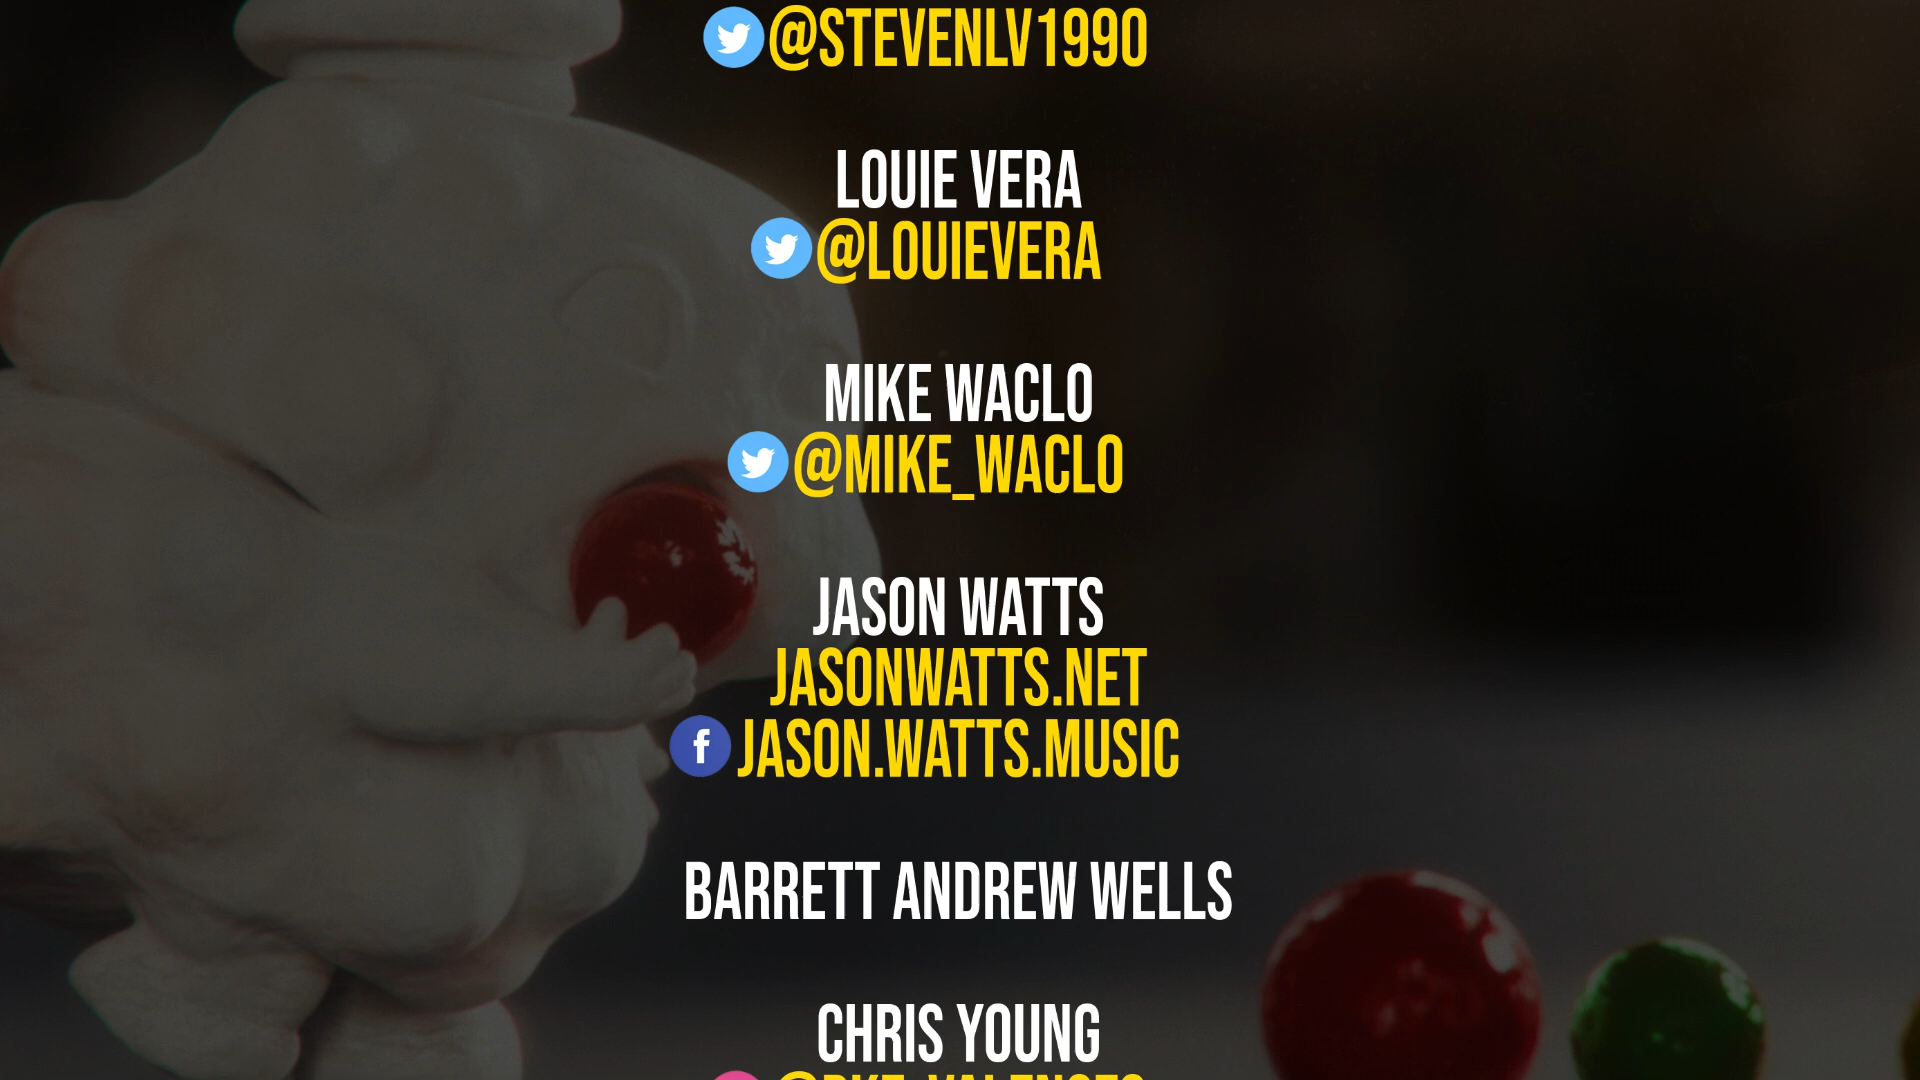 @STEVENLV1990
LOUIE VERA
@LOUIEVERA
MIKE WACLO
@MIKE_WACLO
JASON WATTS
JASONWATTS.NET
JASON.WATTS.MUSIC
BARRETT ANDREW WELLS
CHRIS YOUNG